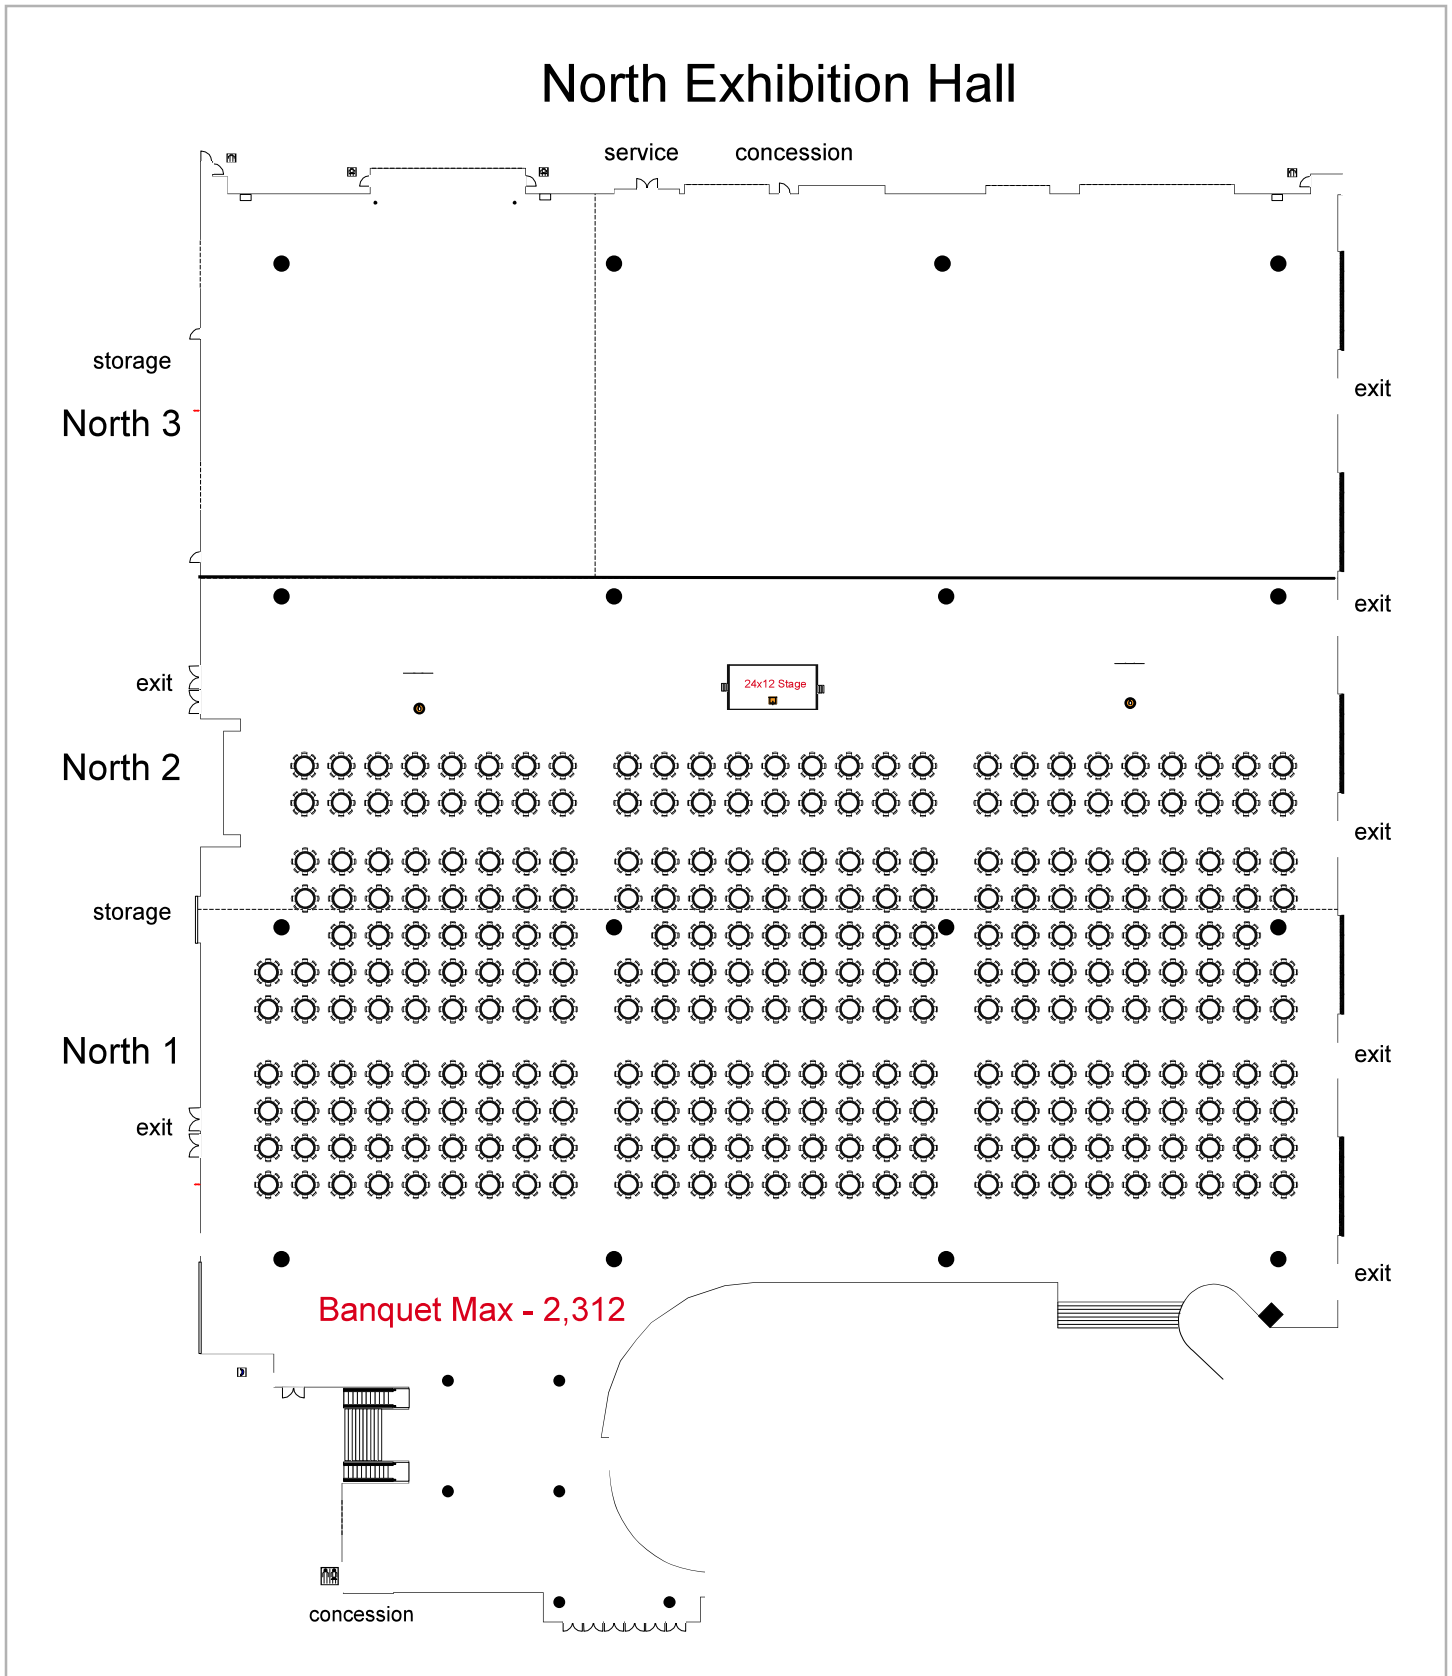 North Exhibition Hall
service
concession
storage
exit
North 3
exit
exit
24x12 Stage
North 2
exit
storage
North 1
exit
exit
exit
Banquet Max - 2,312
concession